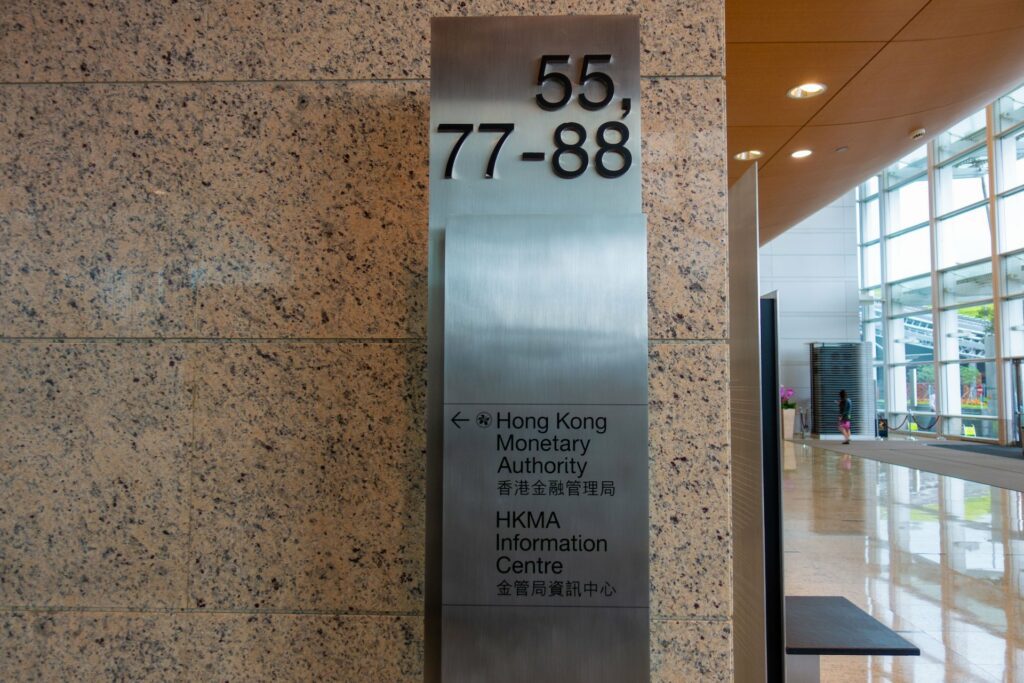 55,
77-88
← Hong Kong
Monetary
Authority
香港金融管理局
HKMA
Information
Centre
金管局資訊中心